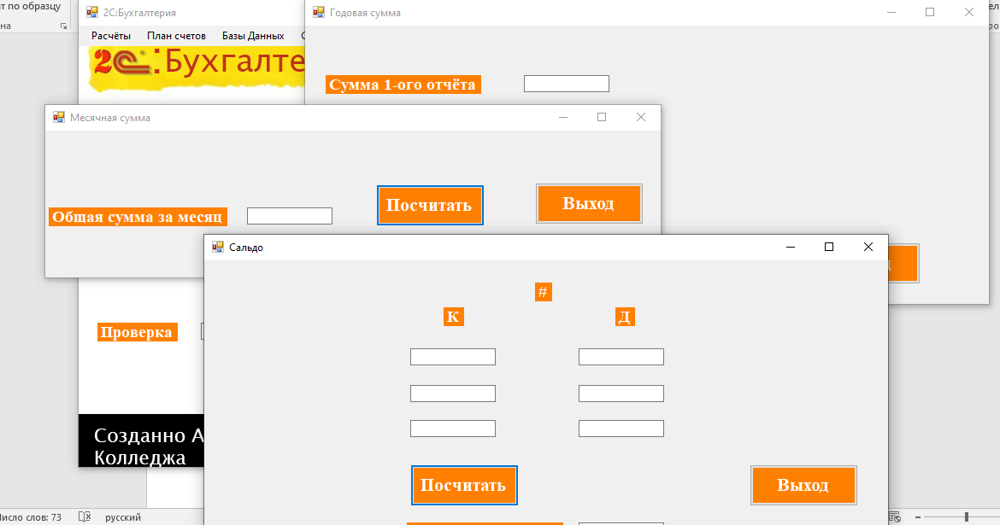 т по образцу
на
2С:Бухгалтерия
Расчёты План счетов Базы Данных
2С:Бухгалте
Годовая сумма
Сумма 1-ого отчёта
Месячная сумма
Общая сумма за месяц
Посчитать
Выход
Сальдо
#
К Д
Проверка
Посчитать
Выход
Созданно А
Колледжа
исло слов: 73 русский